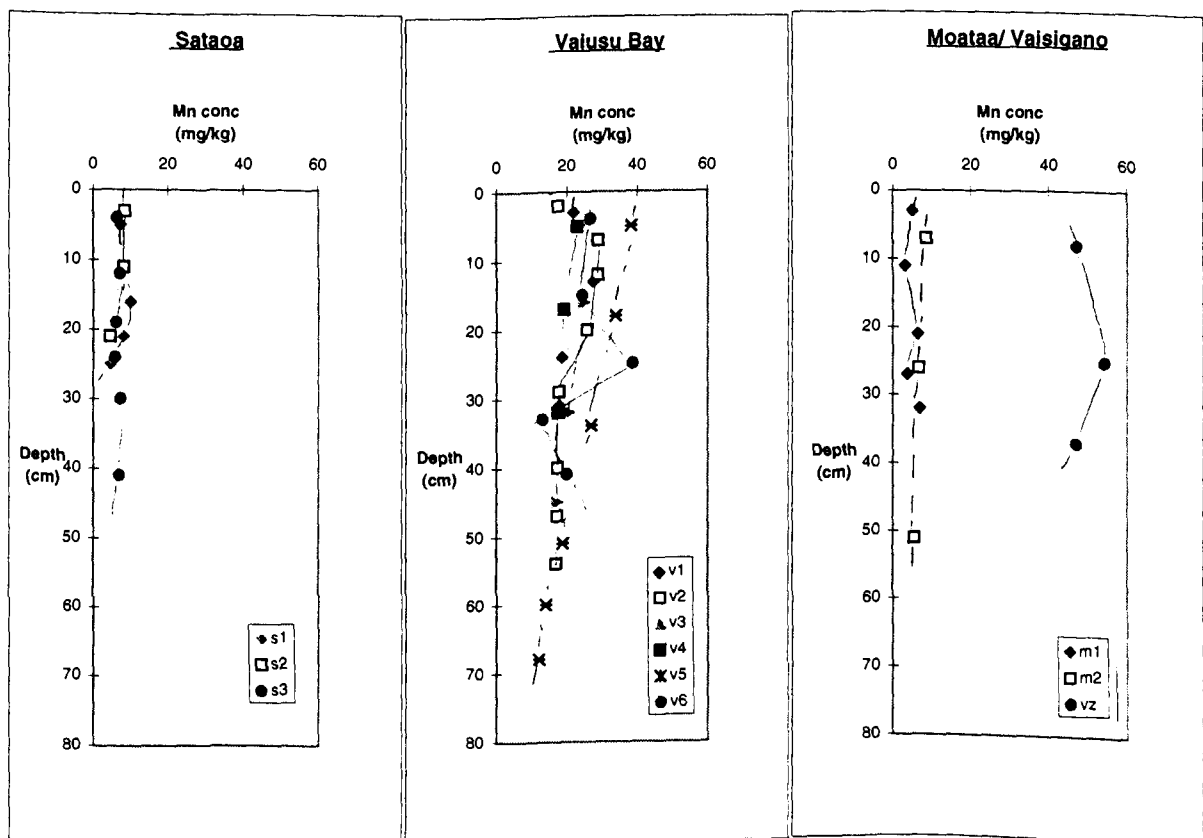 Sataoa
Mn conc
(mg/kg)
0 20 40 60
0
10
20
30
40
50
60
70
80
Depth
(cm)
s1
s2
s3
Vaiusu Bay
Mn conc
(mg/kg)
0 20 40 60
0
10
20
30
40
50
60
70
80
Depth
(cm)
v1
v2
v3
v4
v5
v6
Moataa/ Vaisigano
Mn conc
(mg/kg)
0 20 40 60
0
10
20
30
40
50
60
70
80
Depth
(cm)
m1
m2
vz